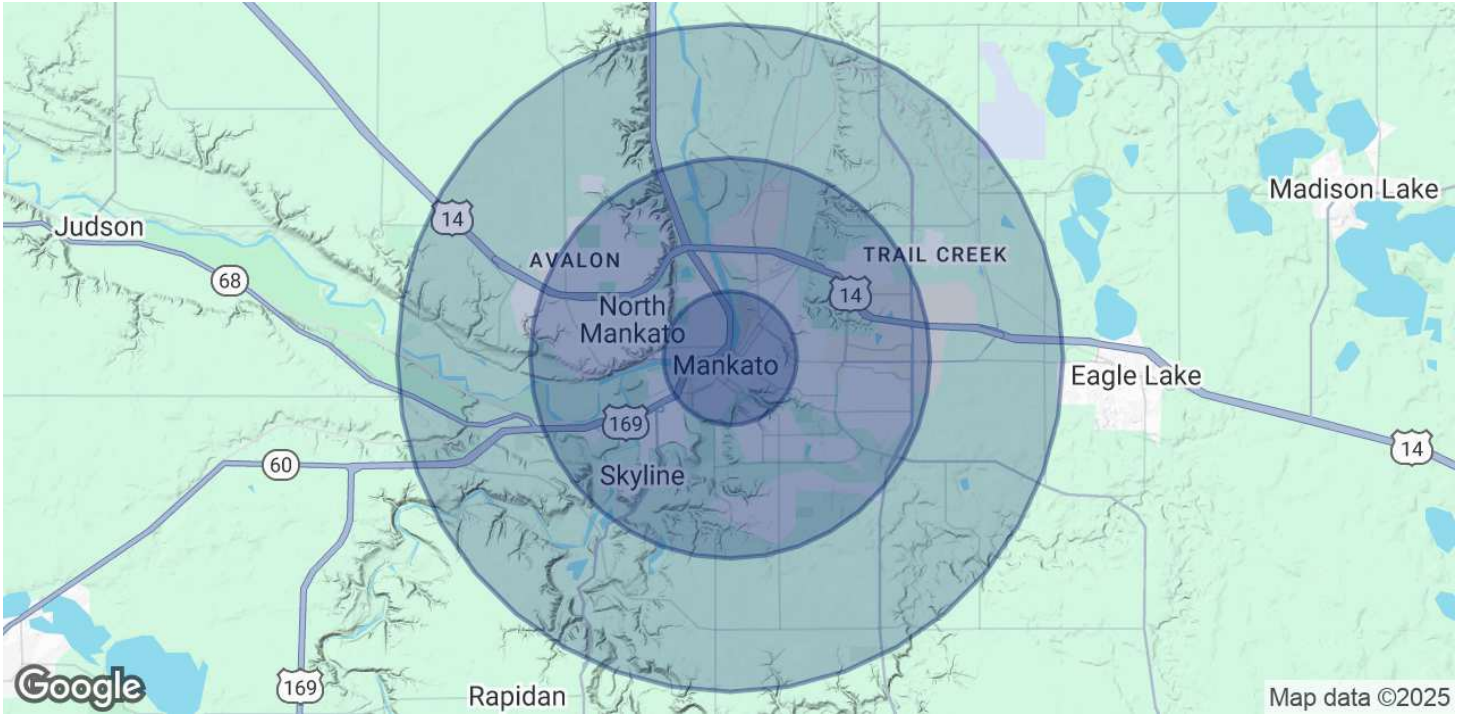 Madison Lake
Judson
14
AVALON
TRAIL CREEK
68
14
North
Mankato
Mankato
Eagle Lake
169
14
60
Skyline
169
Rapidan
Google
Map data ©2025